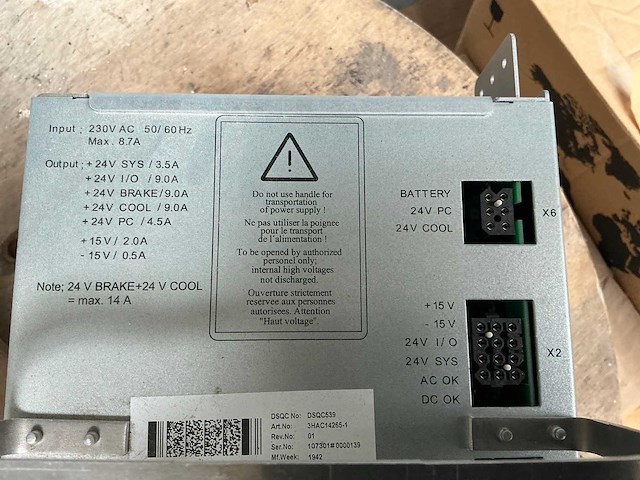 Input ; 230V AC 50/60Hz
Max. 8.7A
Output ; +24V SYS / 3.5A
+24V I/O / 9.0A
+24V BRAKE / 9.0A
+24V COOL / 9.0A
+24V PC / 4.5A
+15V / 2.0A
- 15V / 0.5A
Note; 24 V BRAKE+24 V COOL
= max. 14 A
Do not use handle for
transportation
of power supply !
Ne pas utiliser la poignee
pour le transport
de l'alimentation !
To be opened by authorized
personel only;
internal high voltages
not discharged.
Ouverture strictement
reservee aux personnes
autorisees. Attention
"Haut voltage".
BATTERY
24V PC
24V COOL
X6
+15V
- 15V
24V I/O
24V SYS
AC OK
DC OK
X2
DSQC No: DSQC539
Art.No: 3HAC14265-1
Rev.No: 01
Ser.No: 107301#0000139
Mf.Week: 1942